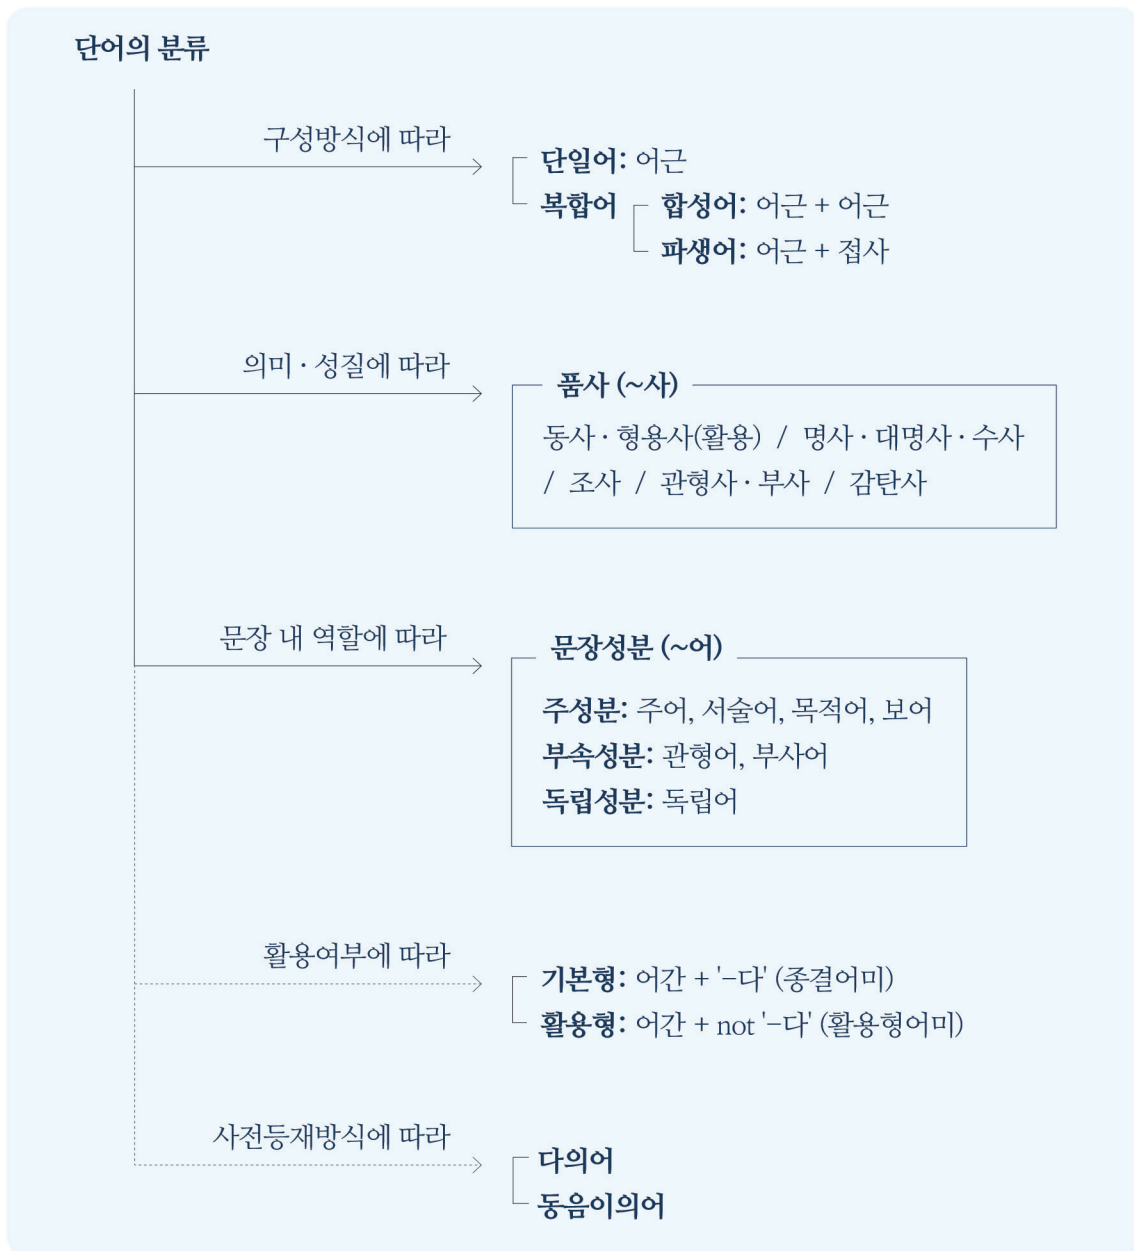 단어의 분류
구성방식에 따라
단일어: 어근
복합어
합성어: 어근 + 어근
파생어: 어근 + 접사
의미 · 성질에 따라
품사 (~사)
동사 · 형용사(활용) / 명사 · 대명사 · 수사
/ 조사 / 관형사 · 부사 / 감탄사
문장 내 역할에 따라
문장성분 (~어)
주성분: 주어, 서술어, 목적어, 보어
부속성분: 관형어, 부사어
독립성분: 독립어
활용여부에 따라
기본형: 어간 + '–다' (종결어미)
활용형: 어간 + not '–다' (활용형어미)
사전등재방식에 따라
다의어
동음이의어